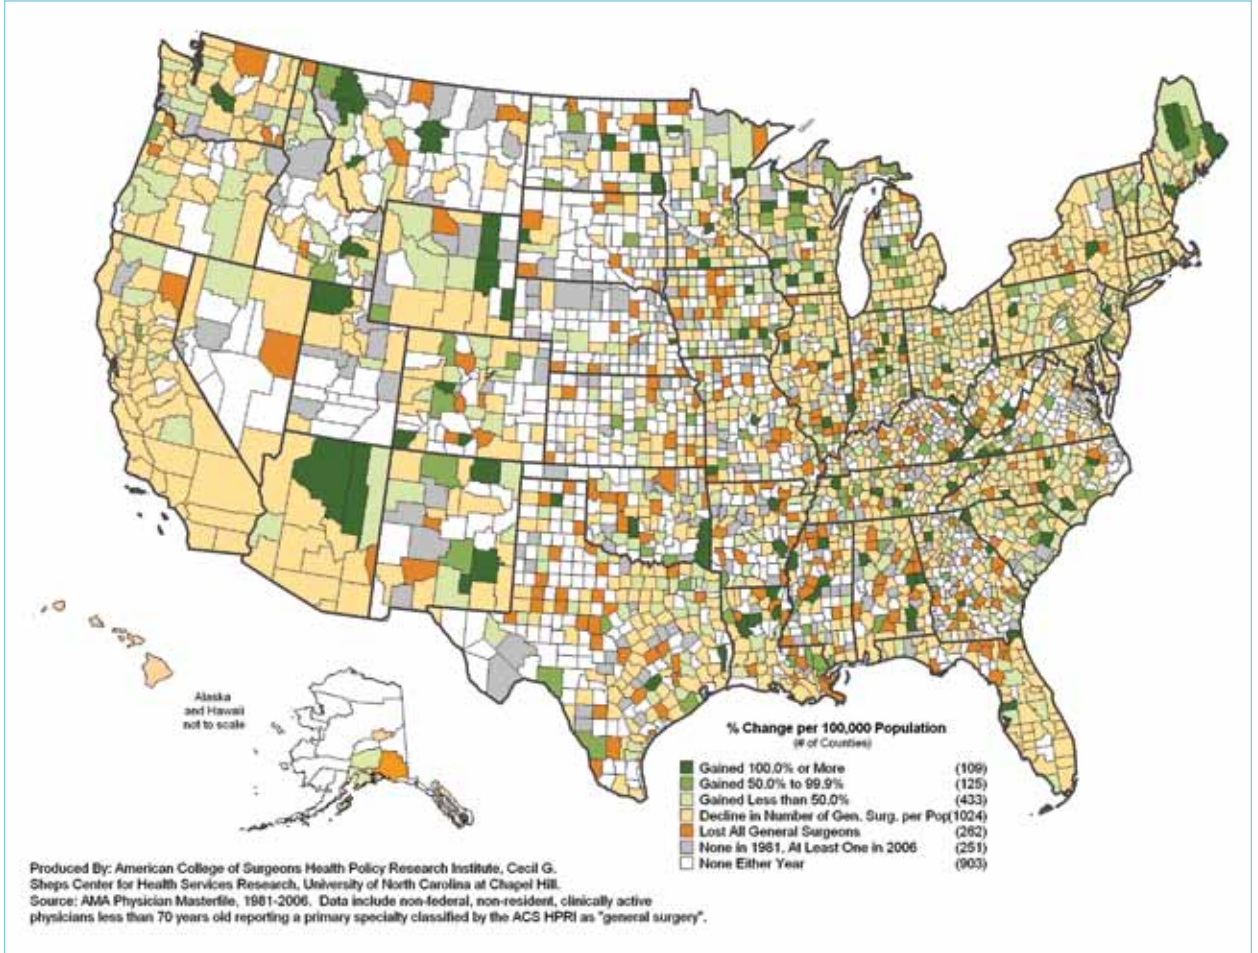 Alaska
and Hawaii
not to scale
% Change per 100,000 Population
(# of Counties)
Gained 100.0% or More (109)
Gained 50.0% to 99.9% (125)
Gained Less than 50.0% (433)
Decline in Number of Gen. Surg. per Pop(1024)
Lost All General Surgeons (262)
None in 1981, At Least One in 2006 (251)
None Either Year (903)
Produced By: American College of Surgeons Health Policy Research Institute, Cecil G.
Sheps Center for Health Services Research, University of North Carolina at Chapel Hill.
Source: AMA Physician Masterfile, 1981-2006. Data include non-federal, non-resident, clinically active
physicians less than 70 years old reporting a primary specialty classified by the ACS HPRI as "general surgery".